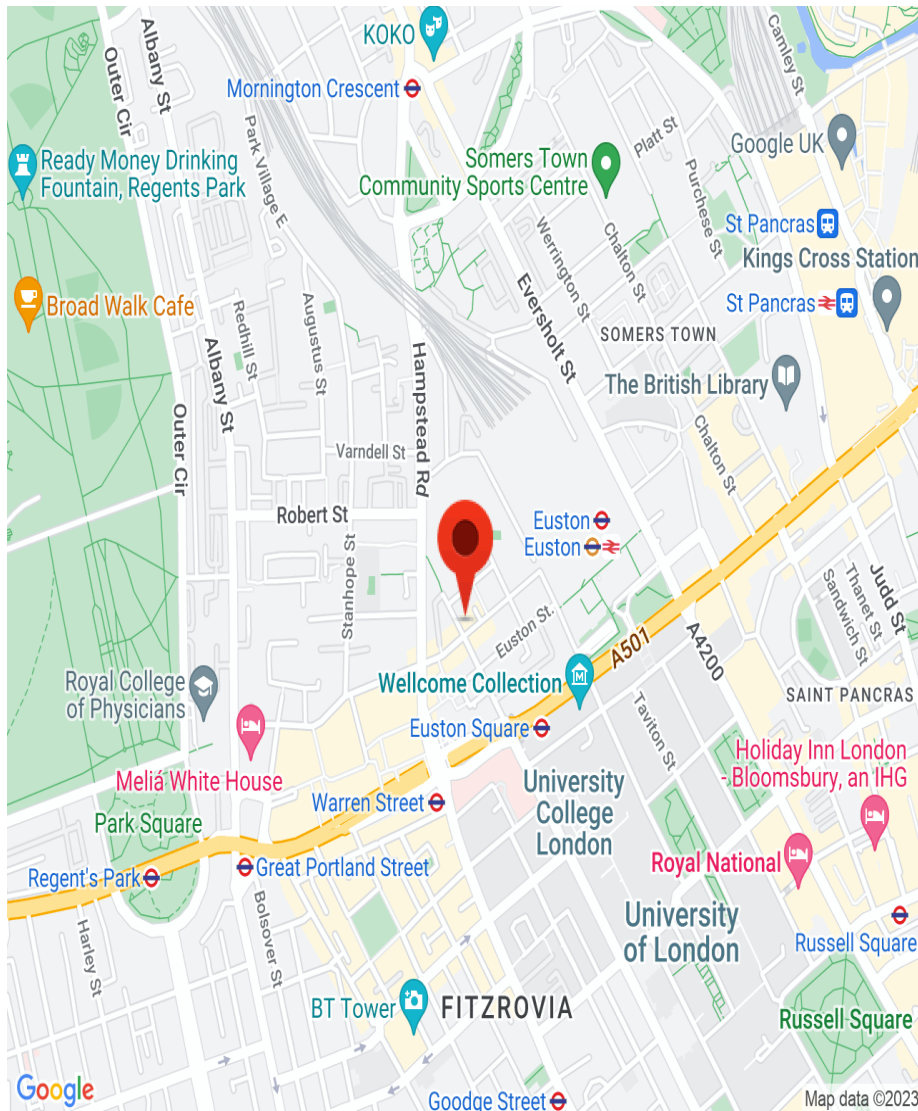 KOKO
Albany St
Outer Cir
Camley St
Mornington Crescent
Park Village E
Platt St
Google UK
Ready Money Drinking
Fountain, Regents Park
Somers Town
Community Sports Centre
Purchese St
St Pancras
Werrington St
Chalton St
Kings Cross Station
Broad Walk Cafe
Redhill St
Augustus St
Eversholt St
St Pancras
SOMERS TOWN
Albany St
Hampstead Rd
The British Library
Outer Cir
Varndell St
Chalton St
Robert St
Euston
Euston
Stanhope St
Judd St
Thanet St
Sandwich St
Euston St.
A501
A4200
Royal College
of Physicians
Wellcome Collection
SAINT PANCRAS
Euston Square
Taviton St
Meliá White House
Holiday Inn London
- Bloomsbury, an IHG
Warren Street
University
College
London
Park Square
Regent's Park
Great Portland Street
Royal National
Harley St
Bolsover St
University
of London
Russell Square
BT Tower
FITZROVIA
Russell Square
Google
Goodge Street
Map data ©2023